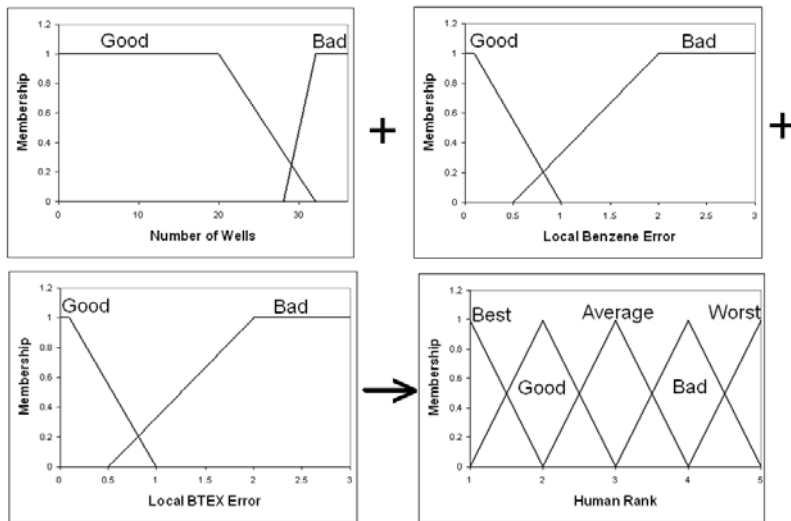 1.2
1
0.8
0.6
0.4
0.2
0
Membership
Good
Bad
0 10 20 30
Number of Wells
+
1.2
1
0.8
0.6
0.4
0.2
0
Membership
Good
Bad
0 0.5 1 1.5 2 2.5 3
Local Benzene Error
+
1.2
1
0.8
0.6
0.4
0.2
0
Membership
Good
Bad
0 0.5 1 1.5 2 2.5 3
Local BTEX Error
1.2
1
0.8
0.6
0.4
0.2
0
Membership
Best
Average
Worst
Good
Bad
1 2 3 4 5
Human Rank